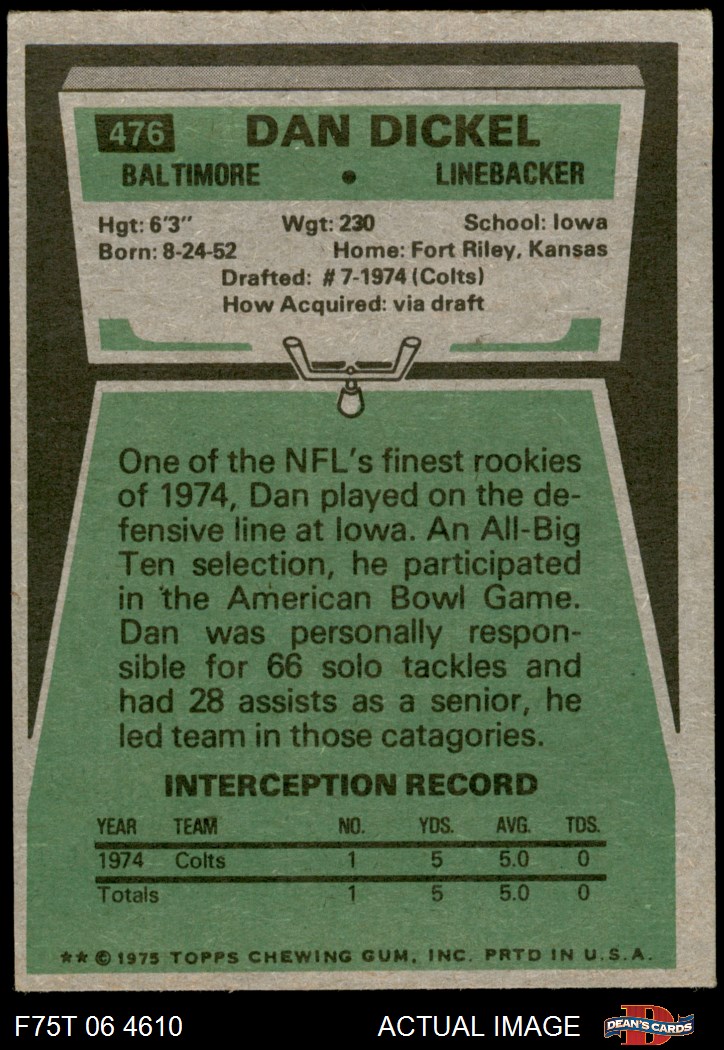 476 DAN DICKEL
BALTIMORE • LINEBACKER
Hgt: 6'3" Wgt: 230 School: Iowa
Born: 8-24-52 Home: Fort Riley, Kansas
Drafted: #7-1974 (Colts)
How Acquired: via draft
One of the NFL's finest rookies
of 1974, Dan played on the de-
fensive line at Iowa. An All-Big
Ten selection, he participated
in the American Bowl Game.
Dan was personally respon-
sible for 66 solo tackles and
had 28 assists as a senior, he
led team in those catagories.
INTERCEPTION RECORD
YEAR TEAM NO. YDS. AVG. TDS.
1974 Colts 1 5 5.0 0
Totals 1 5 5.0 0
** © 1975 TOPPS CHEWING GUM, INC. PRTD IN U.S.A.
F75T 06 4610 ACTUAL IMAGE D DEAN'S CARDS